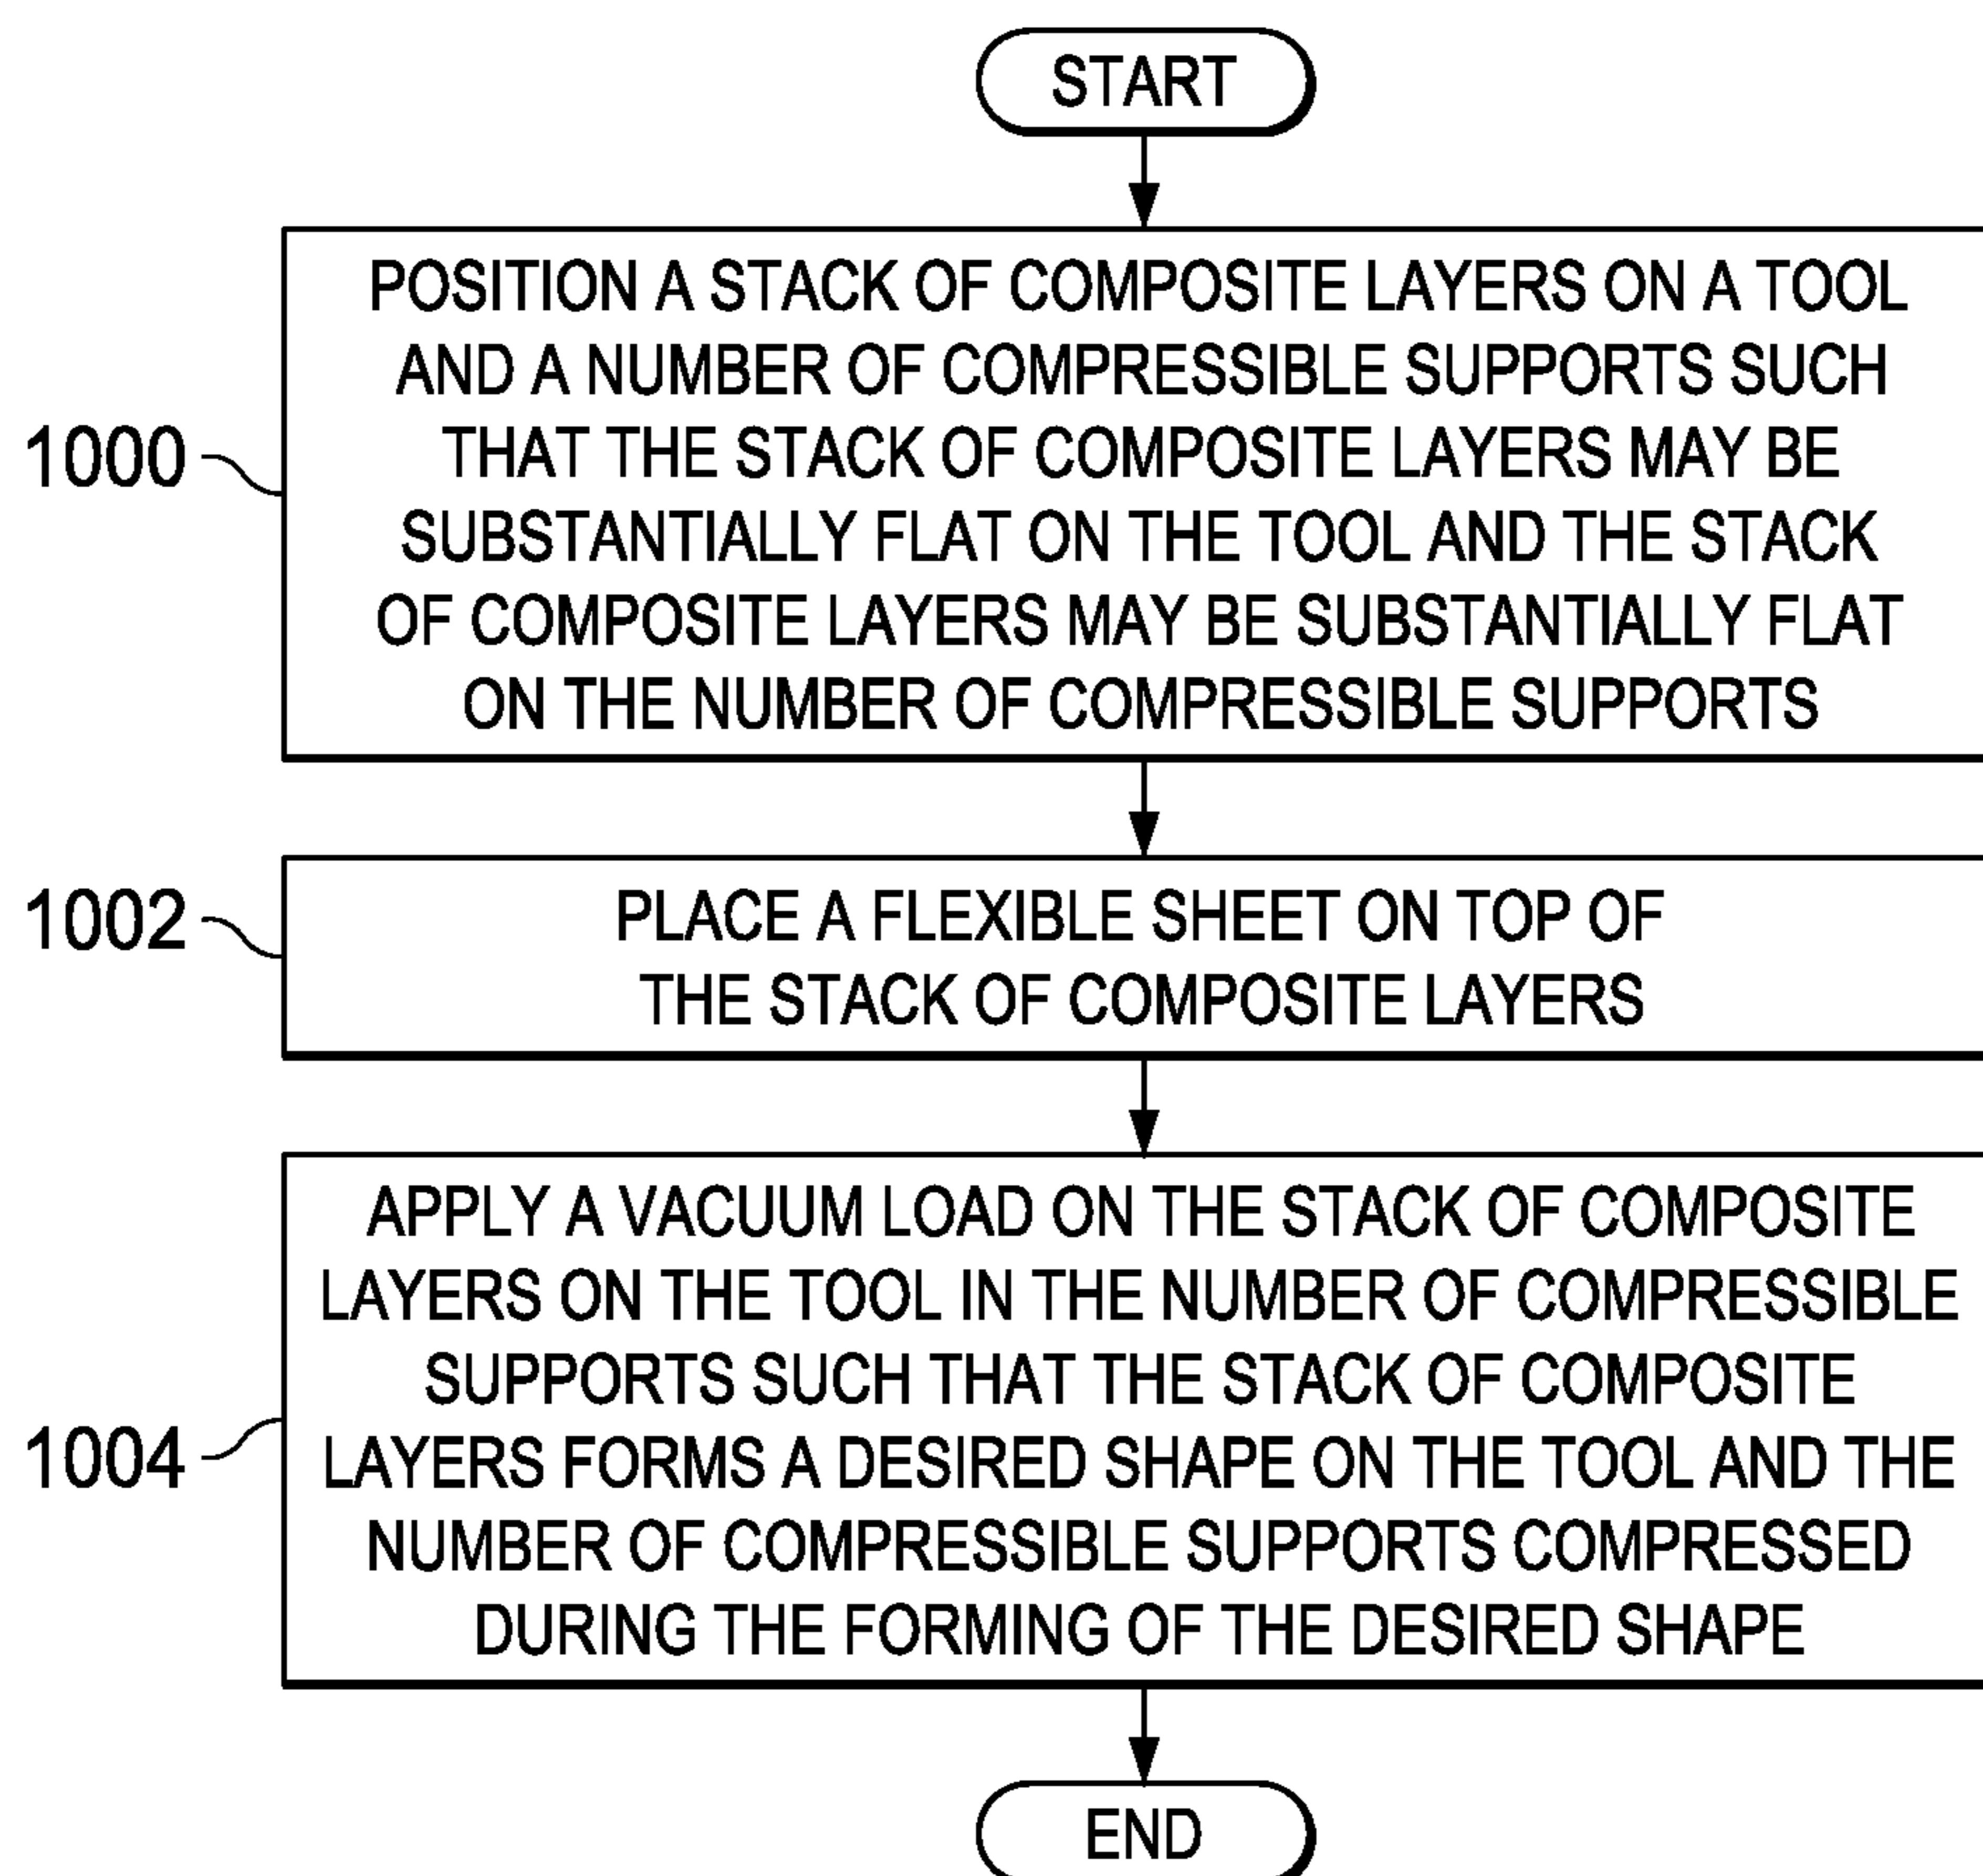 START
POSITION A STACK OF COMPOSITE LAYERS ON A TOOL
AND A NUMBER OF COMPRESSIBLE SUPPORTS SUCH
THAT THE STACK OF COMPOSITE LAYERS MAY BE
1000
SUBSTANTIALLY FLAT ON THE TOOL AND THE STACK
OF COMPOSITE LAYERS MAY BE SUBSTANTIALLY FLAT
ON THE NUMBER OF COMPRESSIBLE SUPPORTS
1002
PLACE A FLEXIBLE SHEET ON TOP OF
THE STACK OF COMPOSITE LAYERS
APPLY A VACUUM LOAD ON THE STACK OF COMPOSITE
LAYERS ON THE TOOL IN THE NUMBER OF COMPRESSIBLE
SUPPORTS SUCH THAT THE STACK OF COMPOSITE
1004
LAYERS FORMS A DESIRED SHAPE ON THE TOOL AND THE
NUMBER OF COMPRESSIBLE SUPPORTS COMPRESSED
DURING THE FORMING OF THE DESIRED SHAPE
END